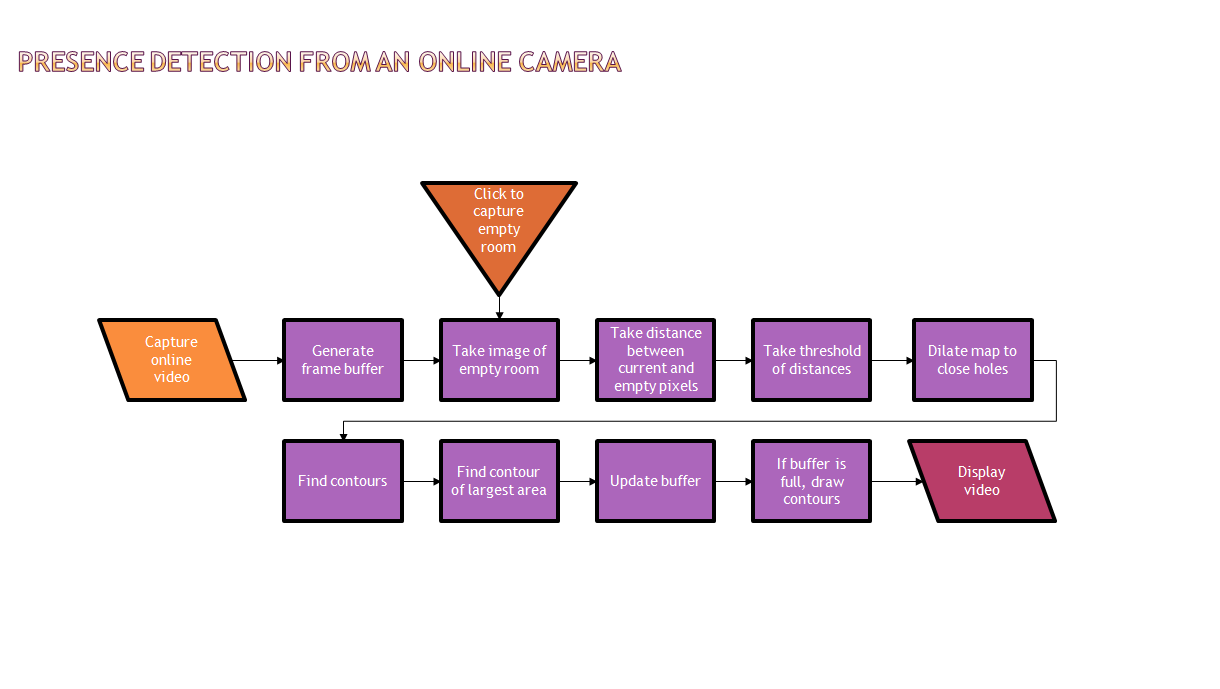 PRESENCE DETECTION FROM AN ONLINE CAMERA
Click to
capture
empty
room
Capture
online
video
Generate
frame buffer
Take image of
empty room
Take distance
between
current and
empty pixels
Take threshold
of distances
Dilate map to
close holes
Find contours
Find contour
of largest area
Update buffer
If buffer is
full, draw
contours
Display
video